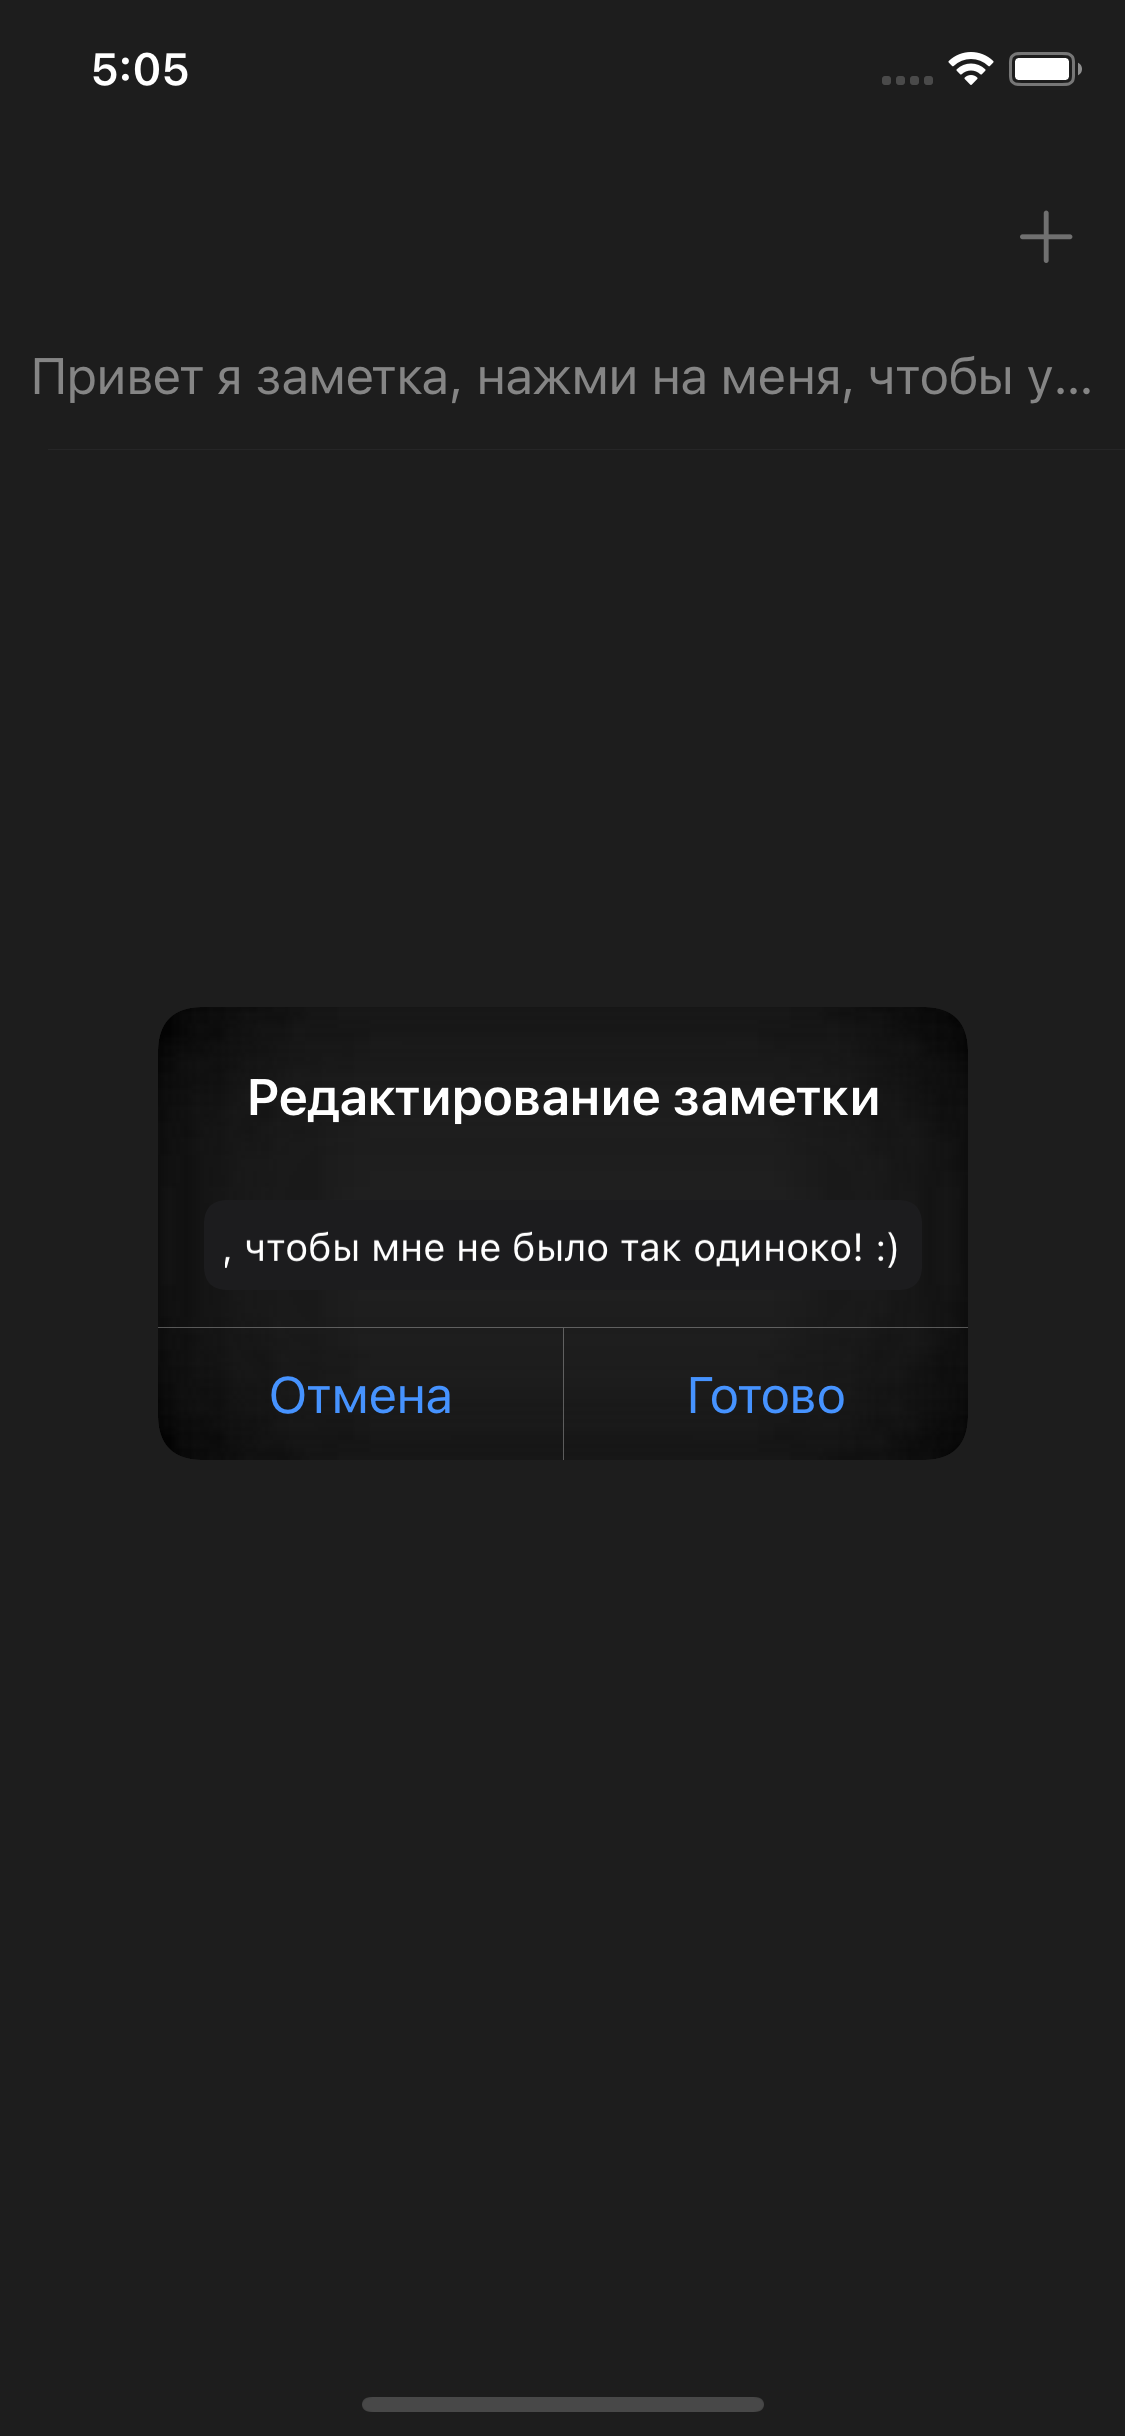 5:05
Привет я заметка, нажми на меня, чтобы у...
Редактирование заметки
, чтобы мне не было так одиноко! :)
Отмена
Готово